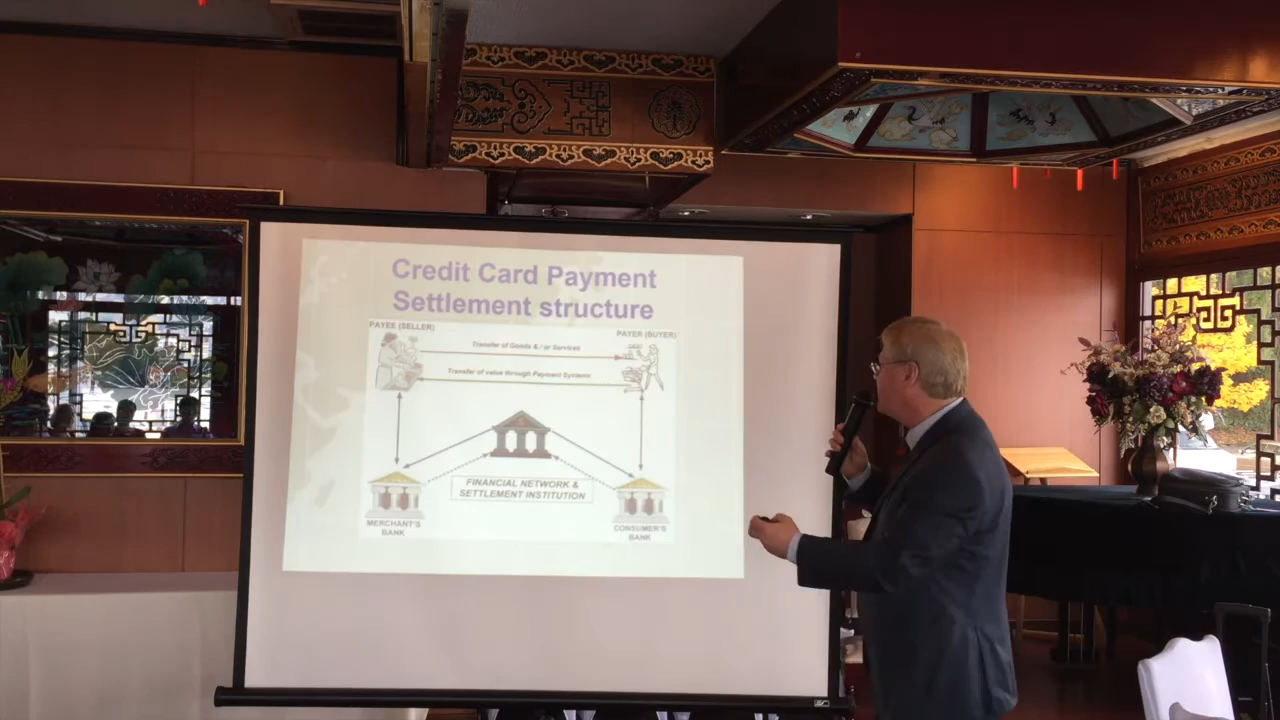 Credit Card Payment
Settlement structure
PAYEE (SELLER)
PAYER (BUYER)
Transfer of Goods & / or Services
Transfer of value through Payment Systems
FINANCIAL NETWORK &
SETTLEMENT INSTITUTION
MERCHANT'S
BANK
CONSUMER'S
BANK